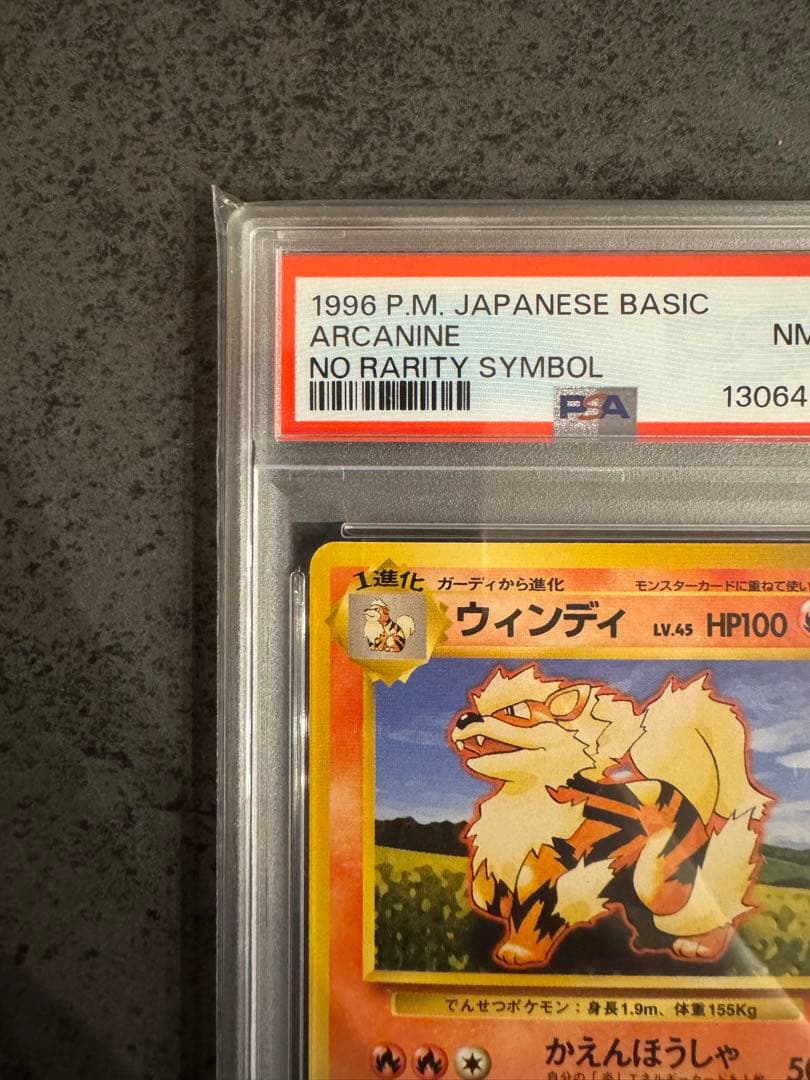 1996 P.M. JAPANESE BASIC
ARCANINE NM
NO RARITY SYMBOL
PSA 13064
1進化 ガーディから進化 モンスターカードに重ねて使い
ウィンディ LV.45 HP100
でんせつポケモン：身長1.9m、体重155Kg
かえんほうしゃ 50